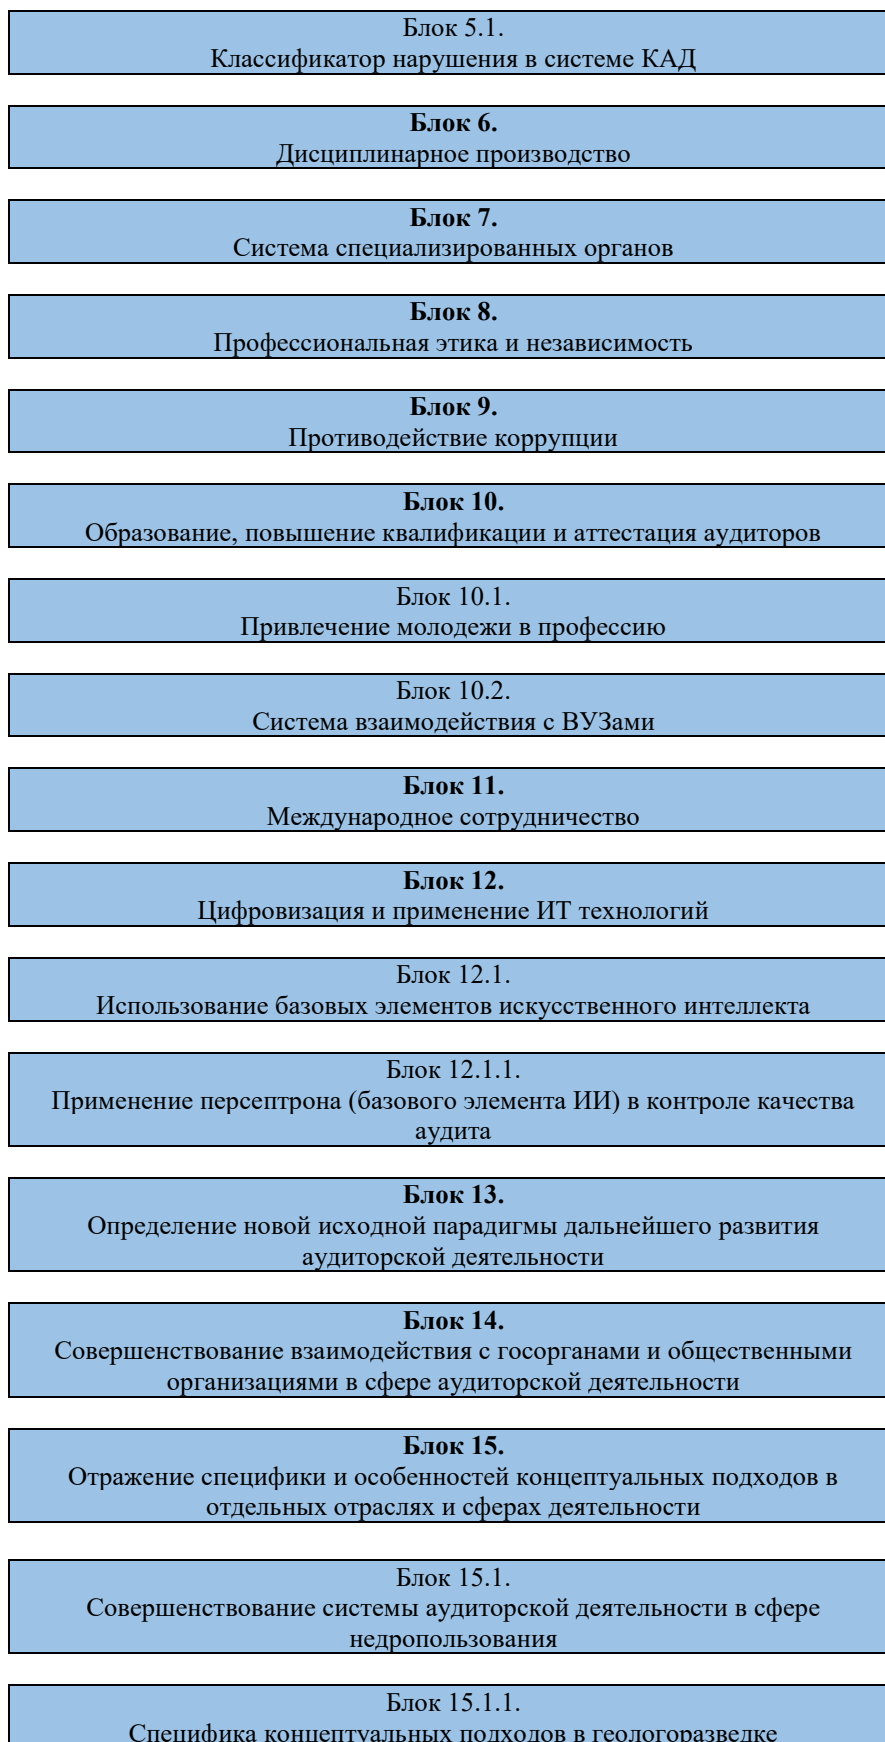 Блок 5.1.
Классификатор нарушения в системе КАД
Блок 6.
Дисциплинарное производство
Блок 7.
Система специализированных органов
Блок 8.
Профессиональная этика и независимость
Блок 9.
Противодействие коррупции
Блок 10.
Образование, повышение квалификации и аттестация аудиторов
Блок 10.1.
Привлечение молодежи в профессию
Блок 10.2.
Система взаимодействия с ВУЗами
Блок 11.
Международное сотрудничество
Блок 12.
Цифровизация и применение ИТ технологий
Блок 12.1.
Использование базовых элементов искусственного интеллекта
Блок 12.1.1.
Применение персептрона (базового элемента ИИ) в контроле качества
аудита
Блок 13.
Определение новой исходной парадигмы дальнейшего развития
аудиторской деятельности
Блок 14.
Совершенствование взаимодействия с госорганами и общественными
организациями в сфере аудиторской деятельности
Блок 15.
Отражение специфики и особенностей концептуальных подходов в
отдельных отраслях и сферах деятельности
Блок 15.1.
Совершенствование системы аудиторской деятельности в сфере
недропользования
Блок 15.1.1.
Специфика концептуальных подходов в геологоразведке